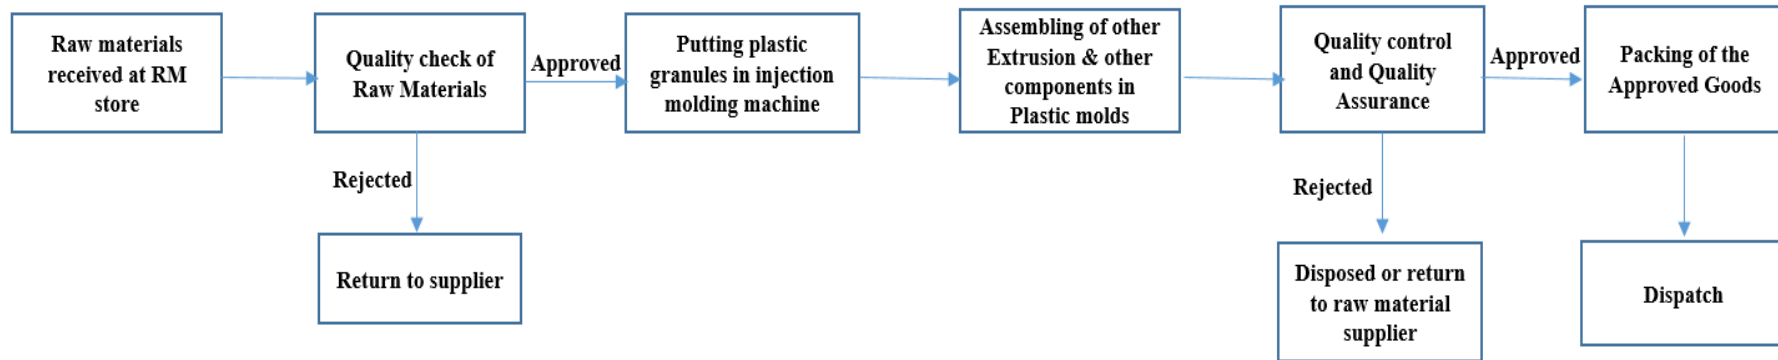 Raw materials
received at RM
store
Quality check of
Raw Materials
Approved
Putting plastic
granules in injection
molding machine
Assembling of other
Extrusion & other
components in
Plastic molds
Quality control
and Quality
Assurance
Approved
Packing of the
Approved Goods
Rejected
Rejected
Return to supplier
Disposed or return
to raw material
supplier
Dispatch